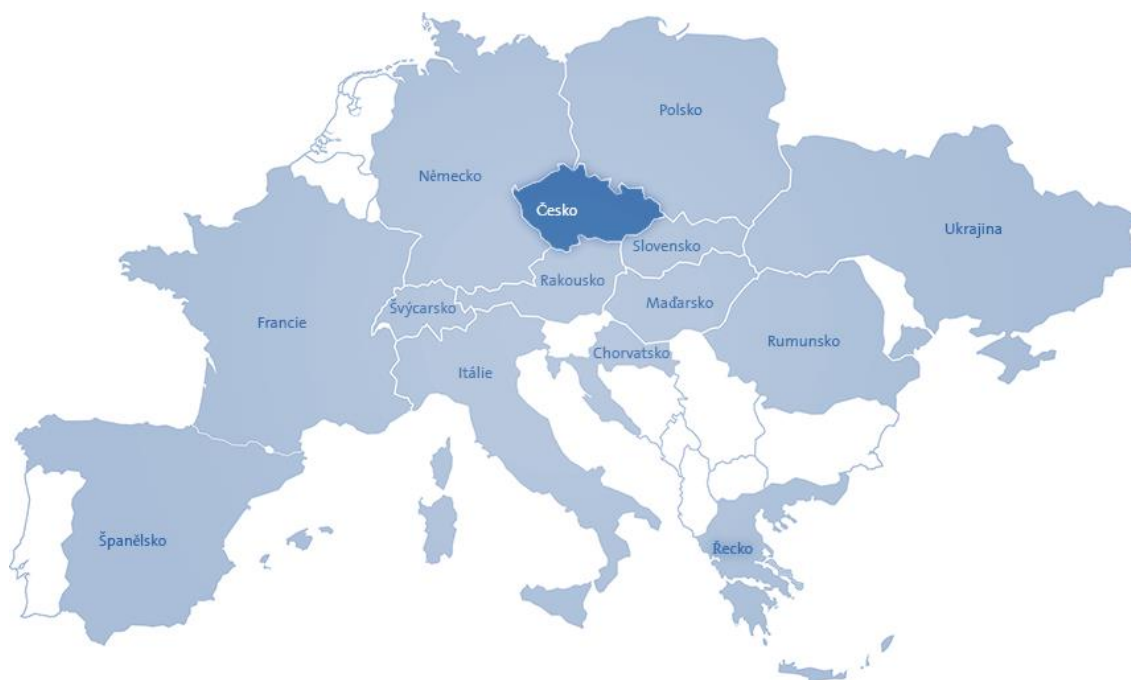 Polsko
Německo
Česko
Ukrajina
Slovensko
Rakousko
Švýcarsko
Maďarsko
Francie
Rumunsko
Chorvatsko
Itálie
Španělsko
Řecko